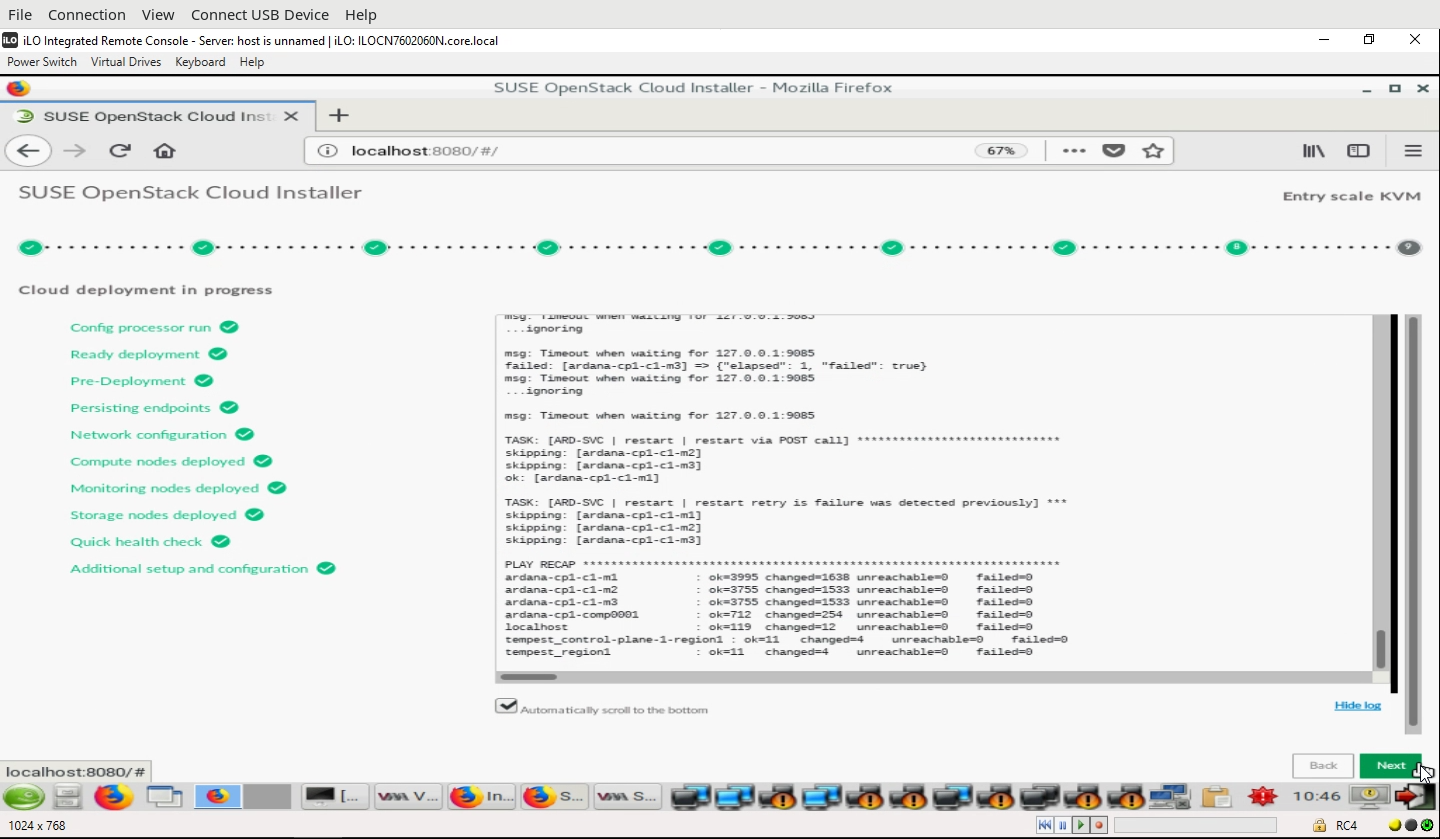 File Connection View Connect USB Device Help
iLO iLO Integrated Remote Console - Server: host is unnamed | iLO: ILOCN7602060N.core.local
Power Switch Virtual Drives Keyboard Help
SUSE OpenStack Cloud Installer - Mozilla Firefox
SUSE OpenStack Cloud Inst
localhost:8080/#/ 67%
SUSE OpenStack Cloud Installer
Entry scale KVM
8 9
Cloud deployment in progress
Config processor run
Ready deployment
Pre-Deployment
Persisting endpoints
Network configuration
Compute nodes deployed
Monitoring nodes deployed
Storage nodes deployed
Quick health check
Additional setup and configuration
msg: Timeout when waiting for 127.0.0.1:9085
...ignoring
msg: Timeout when waiting for 127.0.0.1:9085
failed: [ardana-cp1-c1-m3] => {"elapsed": 1, "failed": true}
msg: Timeout when waiting for 127.0.0.1:9085
...ignoring
msg: Timeout when waiting for 127.0.0.1:9085
TASK: [ARD-SVC | restart | restart via POST call] *****************************
skipping: [ardana-cp1-c1-m2]
skipping: [ardana-cp1-c1-m3]
ok: [ardana-cp1-c1-m1]
TASK: [ARD-SVC | restart | restart retry is failure was detected previously] ***
skipping: [ardana-cp1-c1-m1]
skipping: [ardana-cp1-c1-m2]
skipping: [ardana-cp1-c1-m3]
PLAY RECAP ********************************************************************
ardana-cp1-c1-m1 : ok=3995 changed=1638 unreachable=0 failed=0
ardana-cp1-c1-m2 : ok=3755 changed=1533 unreachable=0 failed=0
ardana-cp1-c1-m3 : ok=3755 changed=1533 unreachable=0 failed=0
ardana-cp1-comp0001 : ok=712 changed=254 unreachable=0 failed=0
localhost : ok=119 changed=12 unreachable=0 failed=0
tempest_control-plane-1-region1 : ok=11 changed=4 unreachable=0 failed=0
tempest_region1 : ok=11 changed=4 unreachable=0 failed=0
Automatically scroll to the bottom
Hide log
Back Next
localhost:8080/#
[... V... In... S... S... 10:46
1024 x 768 RC4